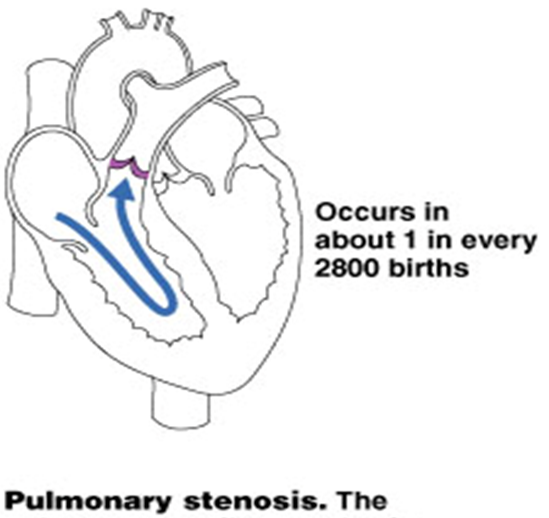 Occurs in
about 1 in every
2800 births
Pulmonary stenosis. The